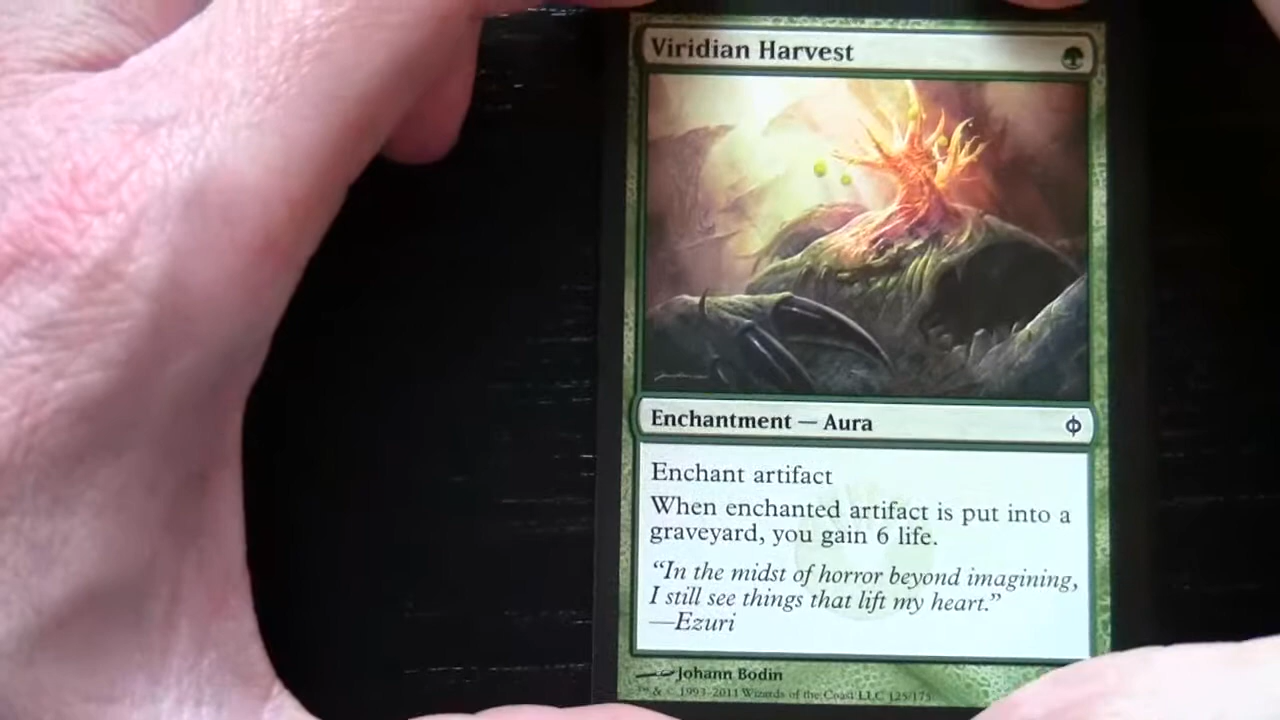 Viridian Harvest
Enchantment — Aura
Enchant artifact
When enchanted artifact is put into a
graveyard, you gain 6 life.
“In the midst of horror beyond imagining,
I still see things that lift my heart.”
—Ezuri
Johann Bodin
™ & © 1993–2011 Wizards of the Coast LLC 125/175